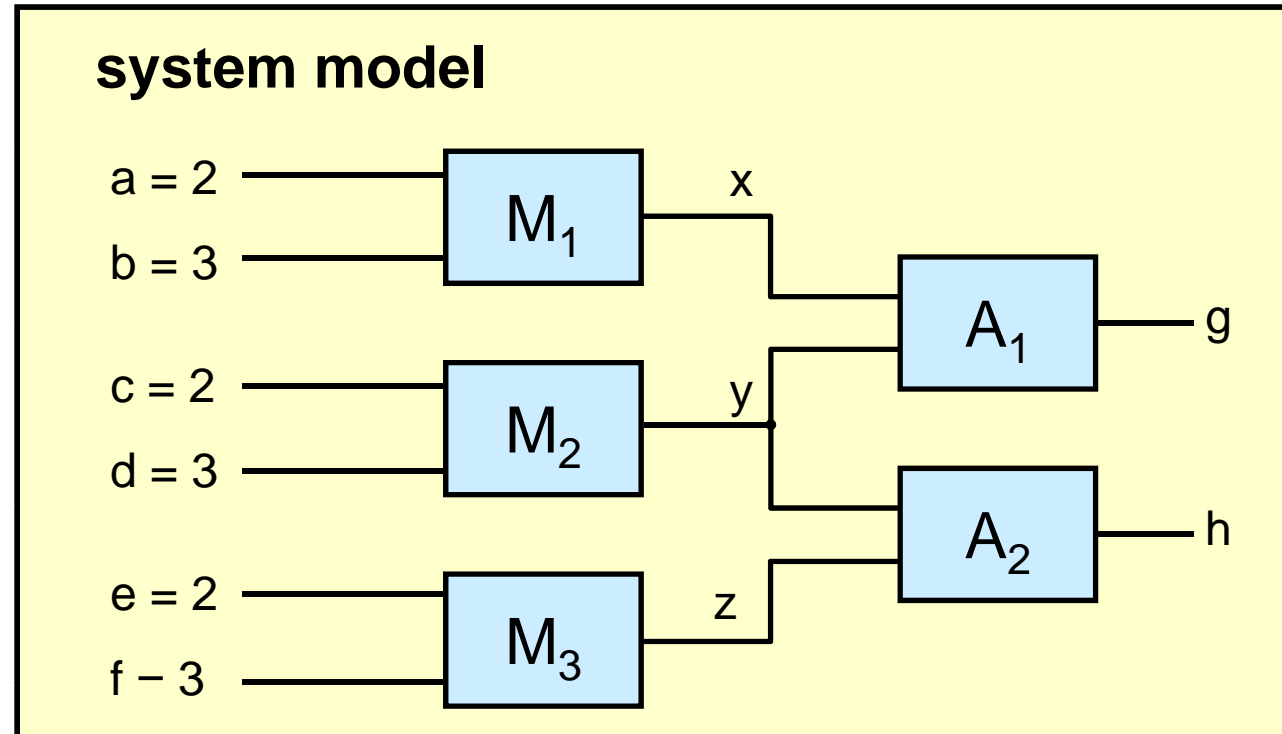 system model
a = 2
b = 3
M₁
x
A₁
g
c = 2
d = 3
M₂
y
A₂
h
e = 2
f − 3
M₃
z